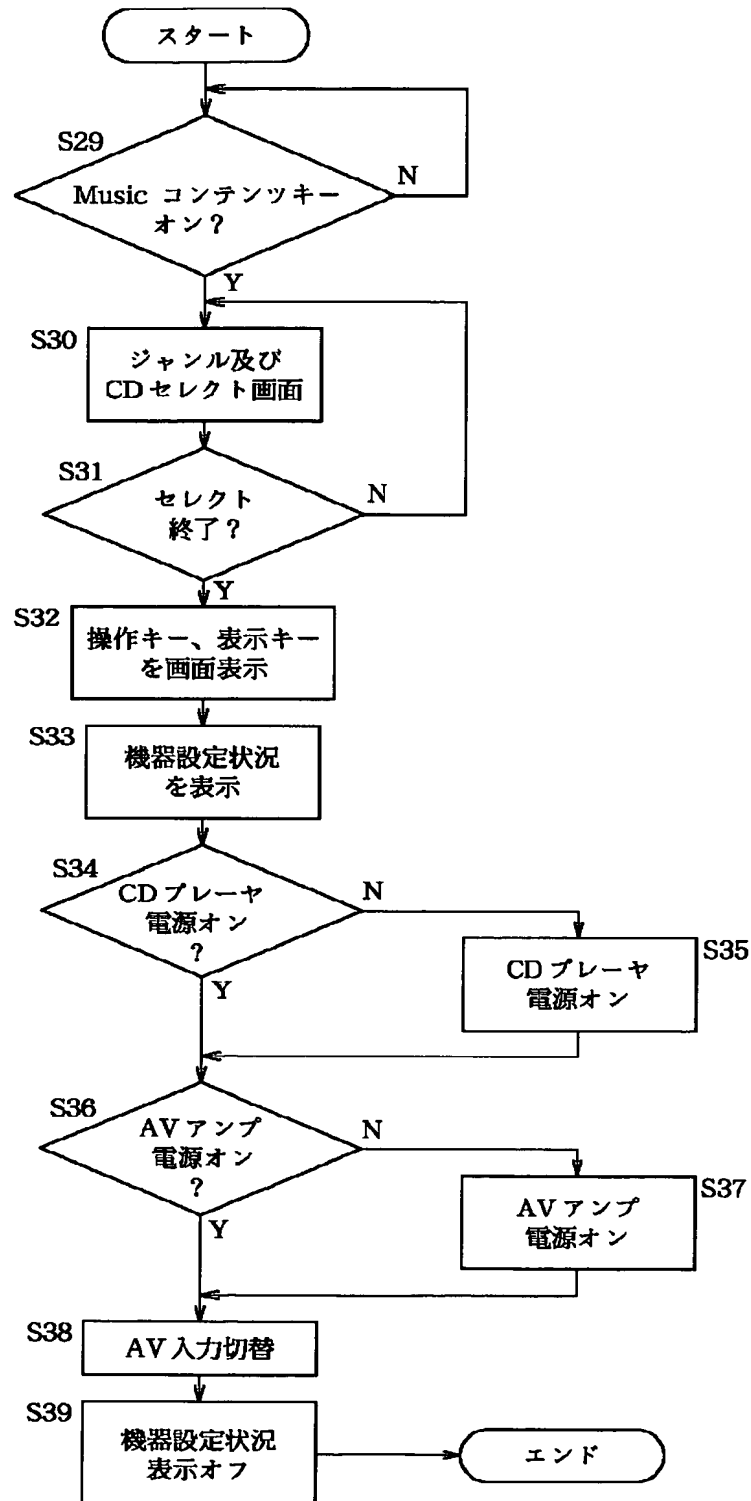 スタート
S29
Music コンテンツキー
オン？
N
Y
S30
ジャンル及び
CDセレクト画面
S31
セレクト
終了？
N
Y
S32
操作キー、表示キー
を画面表示
S33
機器設定状況
を表示
S34
CDプレーヤ
電源オン
？
N
Y
S35
CDプレーヤ
電源オン
S36
AVアンプ
電源オン
？
N
Y
S37
AVアンプ
電源オン
S38
AV入力切替
S39
機器設定状況
表示オフ
エンド